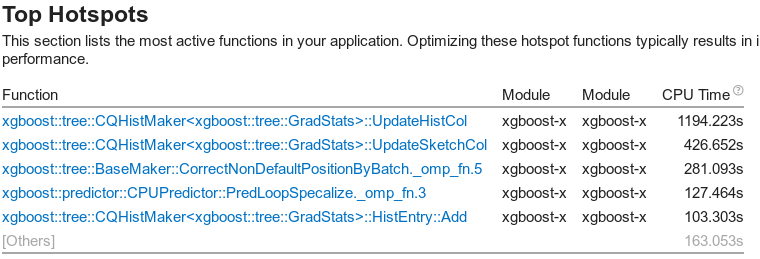 Top Hotspots
This section lists the most active functions in your application. Optimizing these hotspot functions typically results in i
performance.
Function Module Module CPU Time ?
xgboost::tree::CQHistMaker<xgboost::tree::GradStats>::UpdateHistCol xgboost-x xgboost-x 1194.223s
xgboost::tree::CQHistMaker<xgboost::tree::GradStats>::UpdateSketchCol xgboost-x xgboost-x 426.652s
xgboost::tree::BaseMaker::CorrectNonDefaultPositionByBatch._omp_fn.5 xgboost-x xgboost-x 281.093s
xgboost::predictor::CPUPredictor::PredLoopSpecalize._omp_fn.3 xgboost-x xgboost-x 127.464s
xgboost::tree::CQHistMaker<xgboost::tree::GradStats>::HistEntry::Add xgboost-x xgboost-x 103.303s
[Others] 163.053s